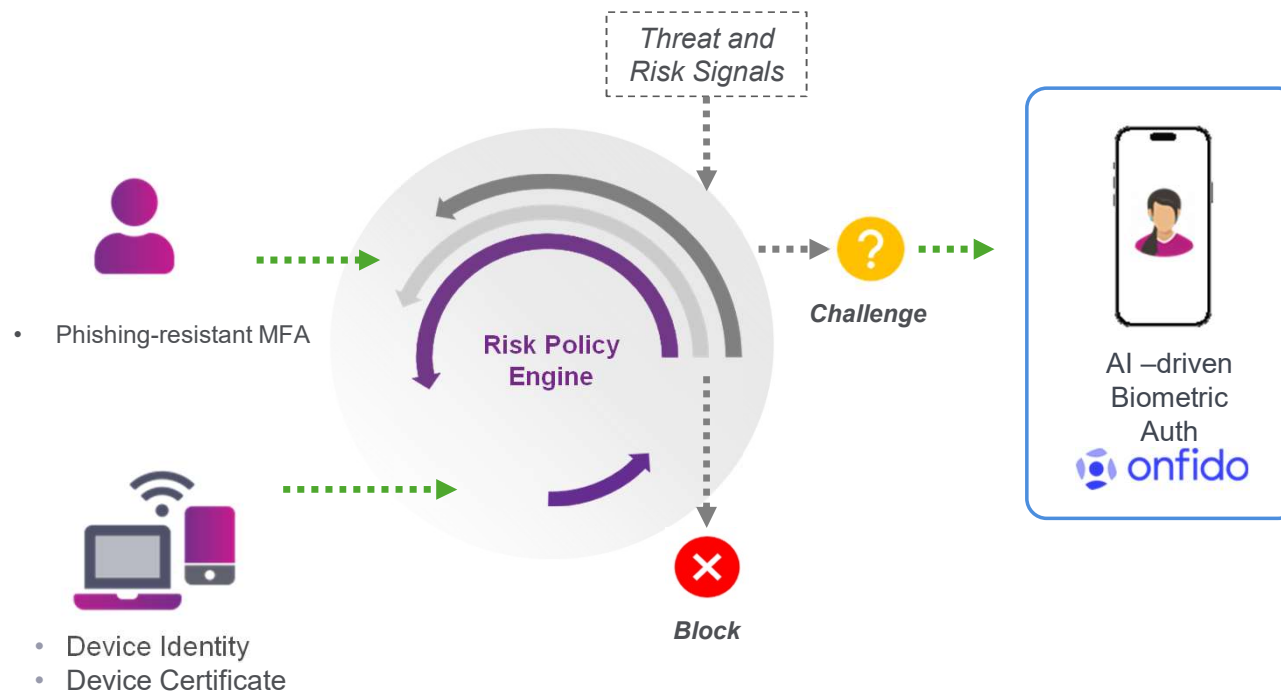 Threat and
Risk Signals
• Phishing-resistant MFA
Risk Policy
Engine
?
Challenge
Block
AI –driven
Biometric
Auth
onfido
• Device Identity
• Device Certificate